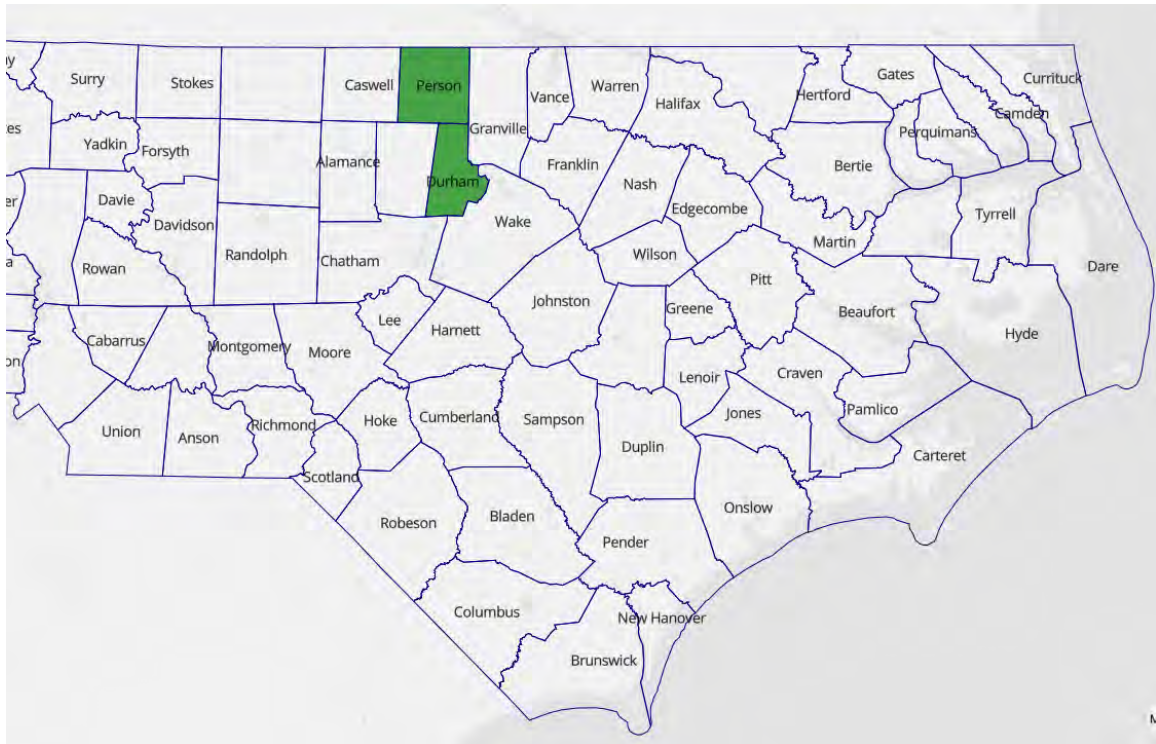 Surry
Stokes
Caswell
Person
Vance
Warren
Halifax
Hertford
Gates
Currituck
Camden
Perquimans
Granville
Yadkin
Forsyth
Alamance
Franklin
Bertie
Durham
Nash
Edgecombe
Davie
Davidson
Wake
Martin
Tyrrell
Rowan
Randolph
Chatham
Wilson
Pitt
Dare
Johnston
Greene
Beaufort
Hyde
Cabarrus
Montgomery
Moore
Lee
Harnett
Lenoir
Craven
Pamlico
Union
Anson
Richmond
Hoke
Cumberland
Sampson
Jones
Duplin
Carteret
Scotland
Robeson
Bladen
Onslow
Pender
Columbus
New Hanover
Brunswick